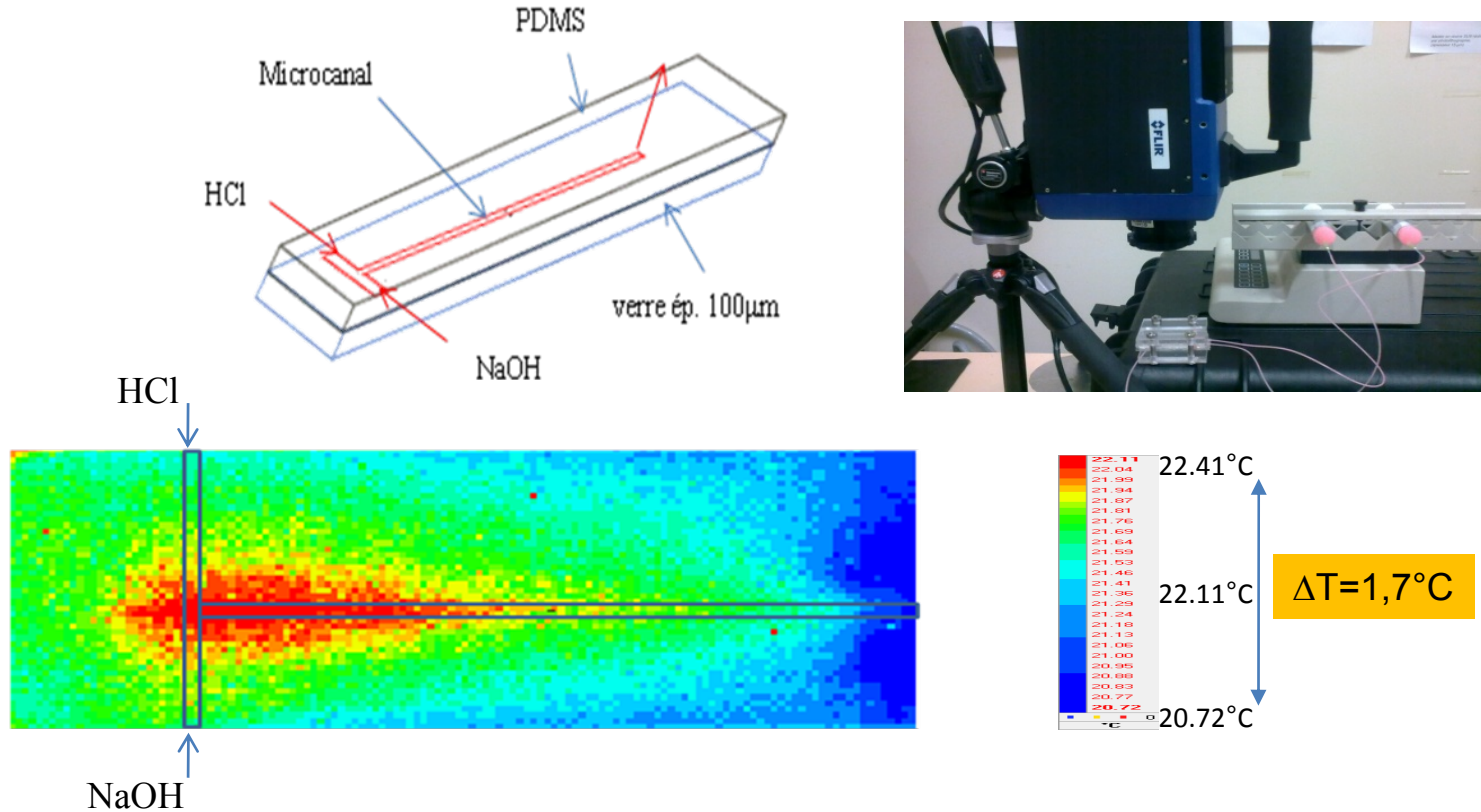 PDMS
Microcanal
HCl
verre ép. 100µm
NaOH
FLIR
HCl
NaOH
22.11
22.04
21.99
21.94
21.87
21.81
21.76
21.69
21.64
21.59
21.53
21.46
21.41
21.36
21.29
21.24
21.18
21.13
21.06
21.00
20.95
20.88
20.83
20.77
20.72
°C
22.41°C
22.11°C
20.72°C
ΔT=1,7°C